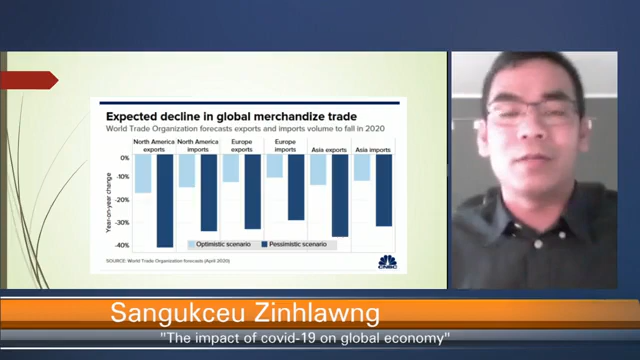 Expected decline in global merchandize trade
World Trade Organization forecasts exports and imports volume to fall in 2020
North America exports
North America imports
Europe exports
Europe imports
Asia exports
Asia imports
0%
-10%
-20%
-30%
-40%
Year-on-year change
Optimistic scenario
Pessimistic scenario
SOURCE: World Trade Organization forecasts (April 2020)
CNBC
Sangukceu Zinhlawng
"The impact of covid-19 on global economy"